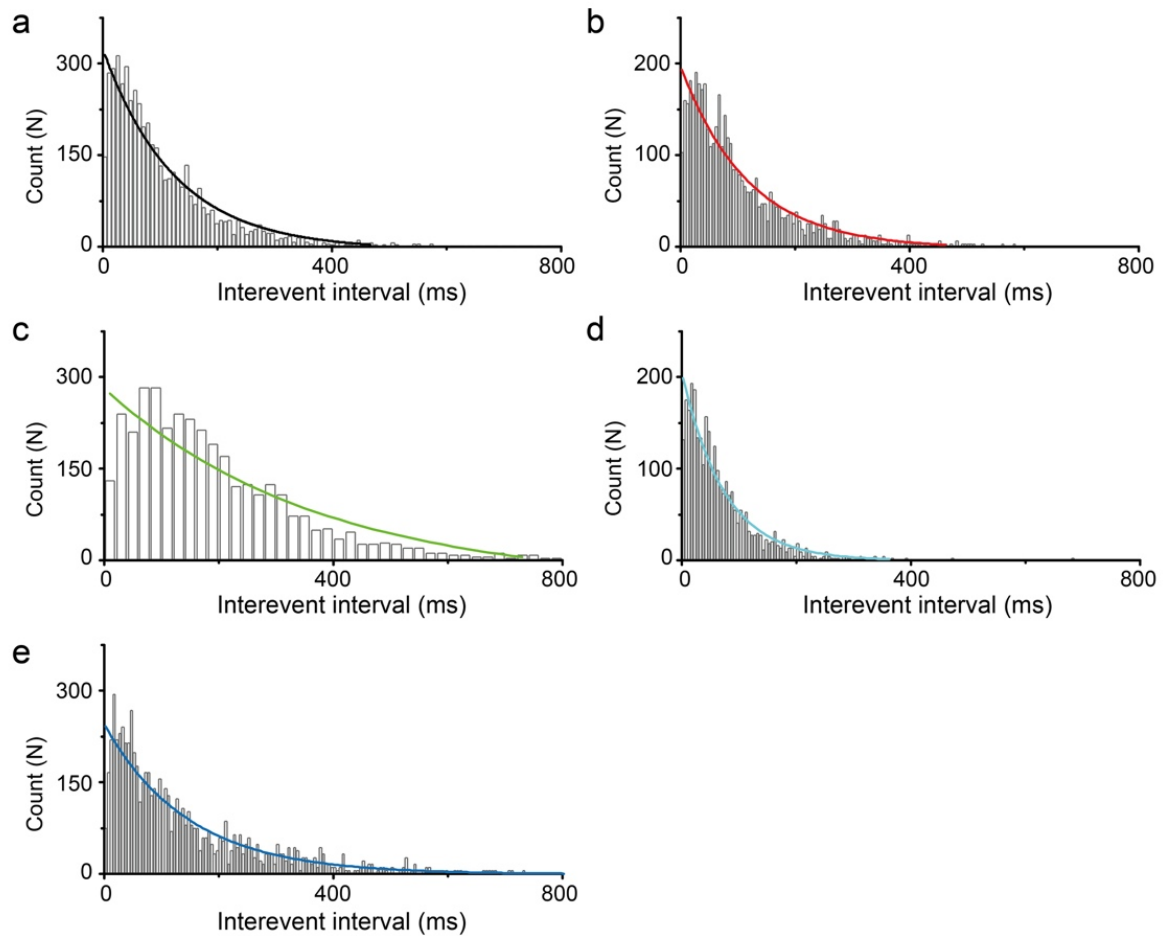 a
300
150
0
Count (N)
0 400 800
Interevent interval (ms)
b
200
100
0
Count (N)
0 400 800
Interevent interval (ms)
c
300
150
0
Count (N)
0 400 800
Interevent interval (ms)
d
200
100
0
Count (N)
0 400 800
Interevent interval (ms)
e
300
150
0
Count (N)
0 400 800
Interevent interval (ms)